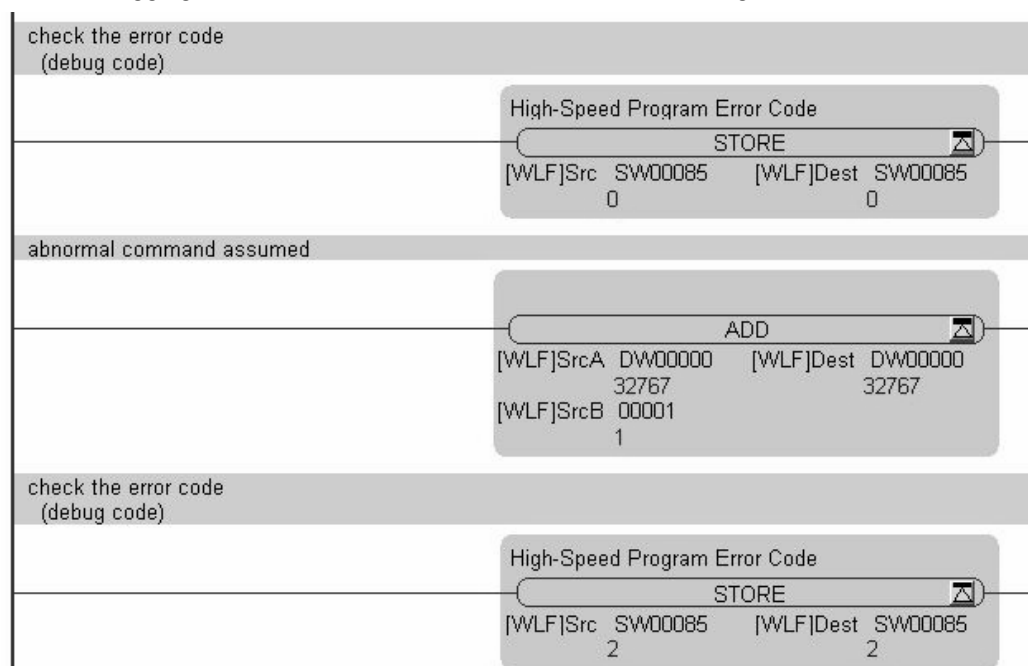 check the error code
(debug code)
High-Speed Program Error Code
STORE
[WLF]Src SW00085 [WLF]Dest SW00085
0 0
abnormal command assumed
ADD
[WLF]SrcA DW00000 [WLF]Dest DW00000
32767 32767
[WLF]SrcB 00001
1
check the error code
(debug code)
High-Speed Program Error Code
STORE
[WLF]Src SW00085 [WLF]Dest SW00085
2 2